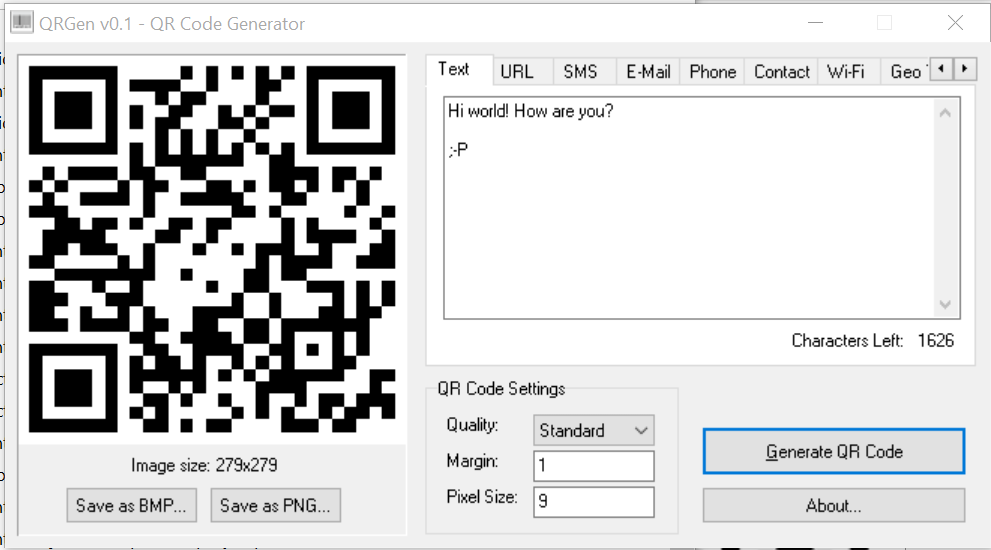 QRGen v0.1 - QR Code Generator
Text
URL
SMS
E-Mail
Phone
Contact
Wi-Fi
Geo
Hi world! How are you?
;-P
Characters Left: 1626
QR Code Settings
Quality: Standard
Margin: 1
Pixel Size: 9
Generate QR Code
About...
Image size: 279x279
Save as BMP...
Save as PNG...